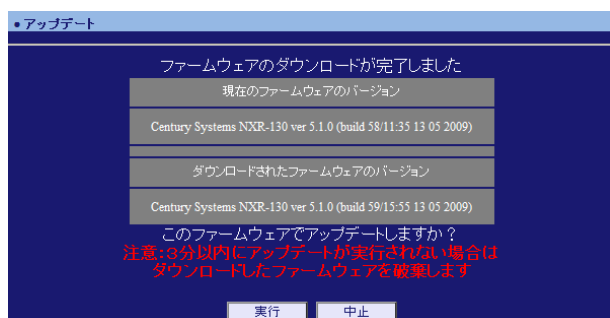 ●アップデート
ファームウェアのダウンロードが完了しました
現在のファームウェアのバージョン
Century Systems NXR-130 ver 5.1.0 (build 58/11:35 13 05 2009)
ダウンロードされたファームウェアのバージョン
Century Systems NXR-130 ver 5.1.0 (build 59/15:55 13 05 2009)
このファームウェアでアップデートしますか？
注意:３分以内にアップデートが実行されない場合は
ダウンロードしたファームウェアを破棄します
実行 中止